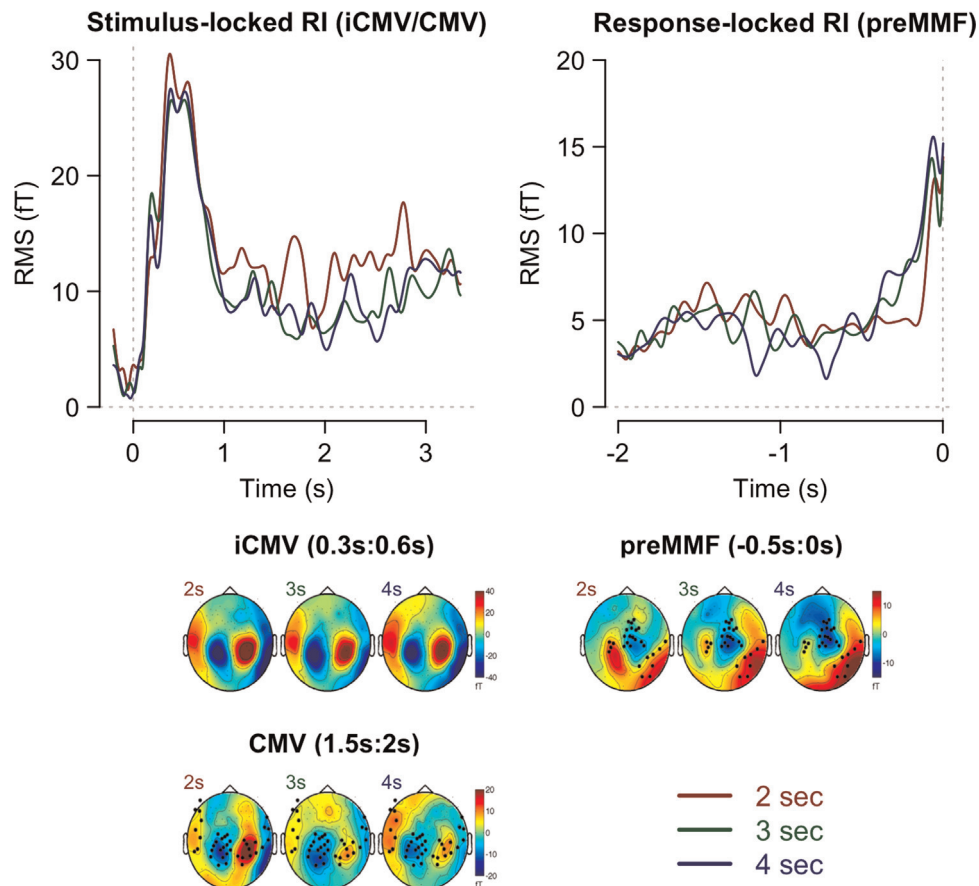 Stimulus-locked RI (iCMV/CMV)
30
20
10
0
RMS (fT)
0 1 2 3
Time (s)
Response-locked RI (preMMF)
20
15
10
5
0
RMS (fT)
-2 -1 0
Time (s)
iCMV (0.3s:0.6s)
2s 3s 4s
40
20
0
-20
-40
fT
preMMF (-0.5s:0s)
2s 3s 4s
10
0
-10
fT
CMV (1.5s:2s)
2s 3s 4s
20
10
0
-10
-20
fT
2 sec
3 sec
4 sec